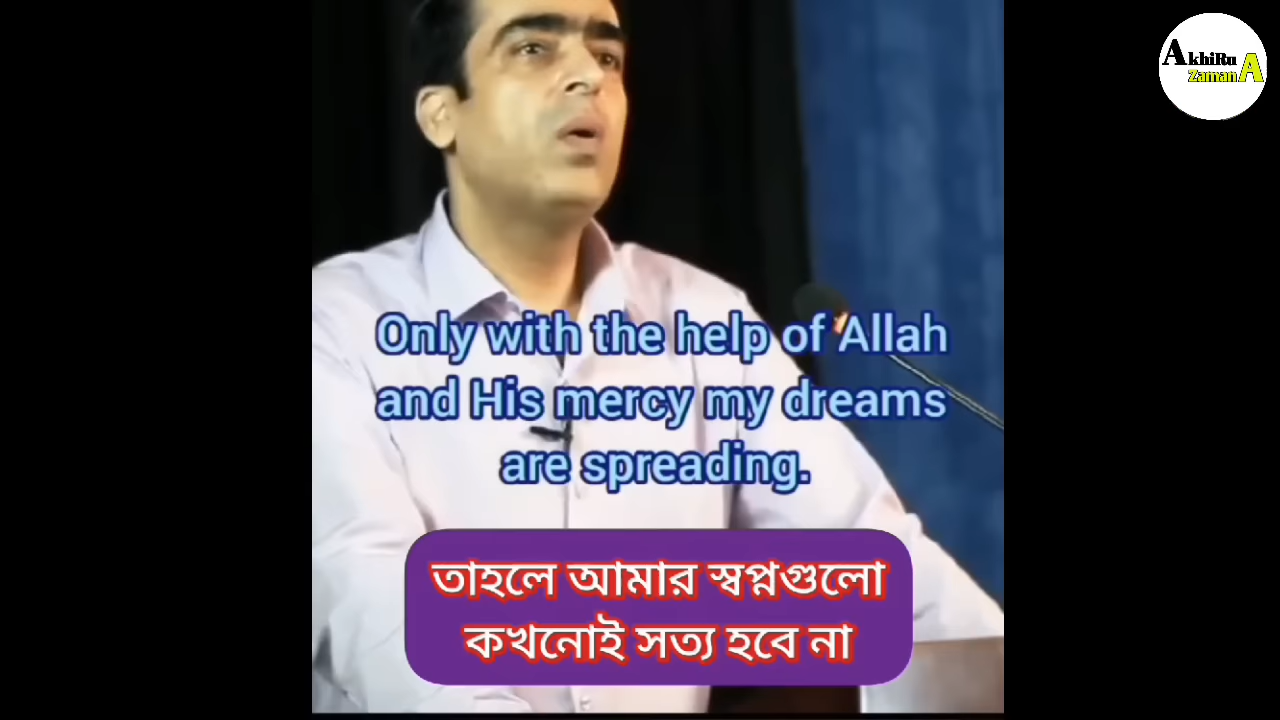 AkhiRu
ZamanA
Only with the help of Allah
and His mercy my dreams
are spreading.
তাহলে আমার স্বপ্নগুলো
কখনোই সত্য হবে না